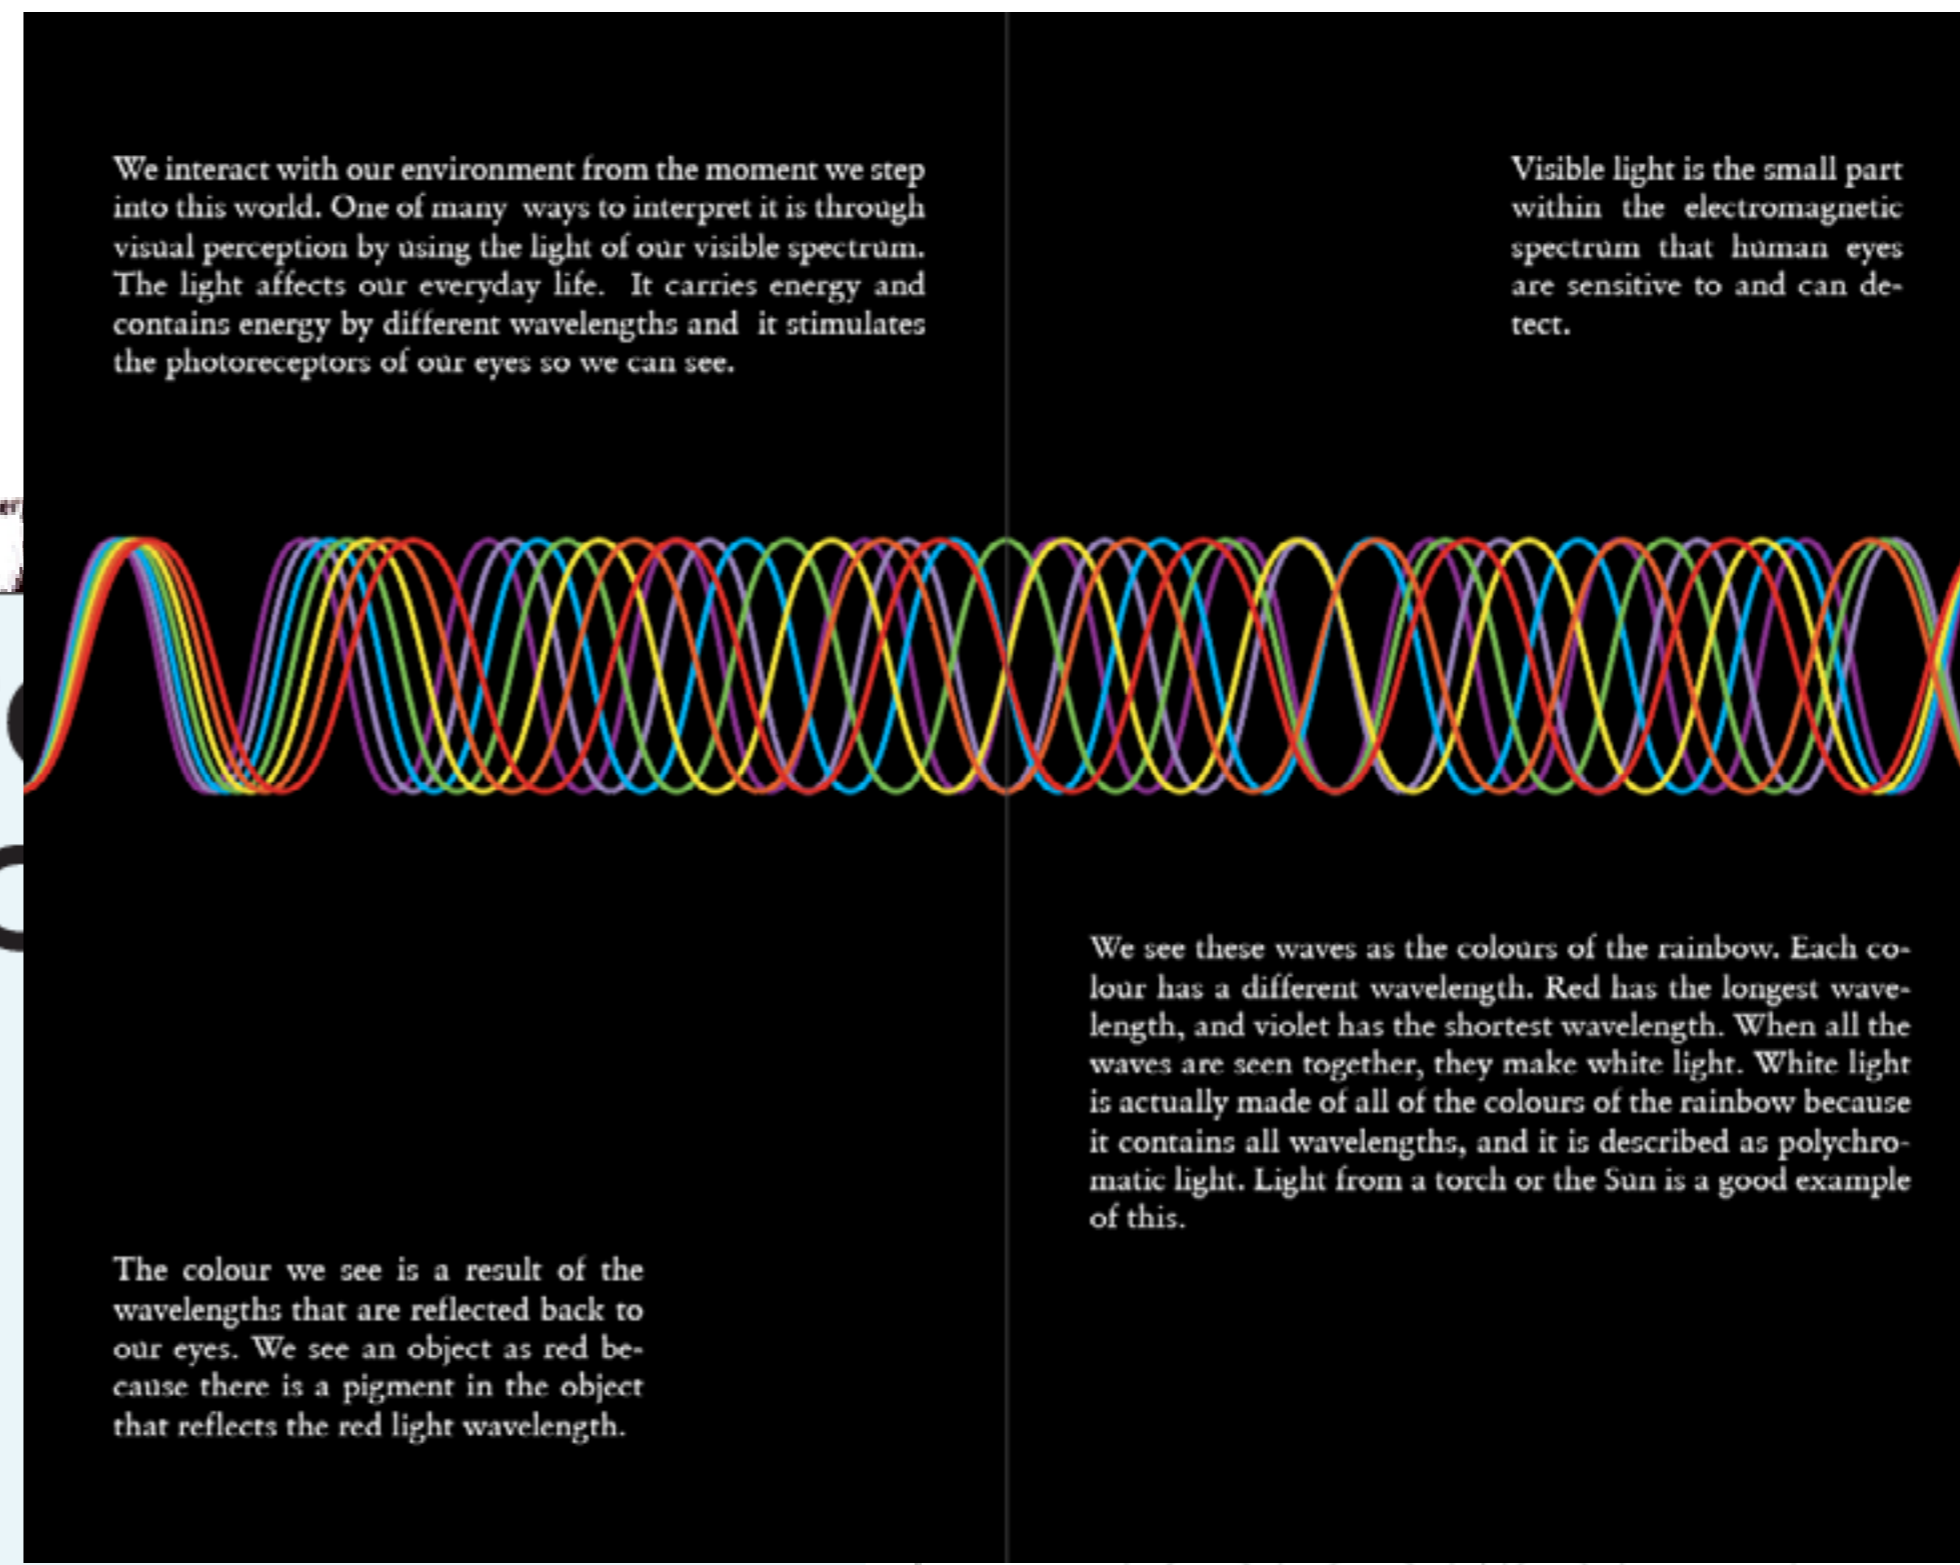 We interact with our environment from the moment we step
into this world. One of many  ways to interpret it is through
visual perception by using the light of our visible spectrum.
The light affects our everyday life.  It carries energy and
contains energy by different wavelengths and  it stimulates
the photoreceptors of our eyes so we can see.
The colour we see is a result of the
wavelengths that are reflected back to
our eyes. We see an object as red be-
cause there is a pigment in the object
that reflects the red light wavelength.
Visible light is the small part
within the electromagnetic
spectrum that human eyes
are sensitive to and can de-
tect.
We see these waves as the colours of the rainbow. Each co-
lour has a different wavelength. Red has the longest wave-
length, and violet has the shortest wavelength. When all the
waves are seen together, they make white light. White light
is actually made of all of the colours of the rainbow because
it contains all wavelengths, and it is described as polychro-
matic light. Light from a torch or the Sun is a good example
of this.